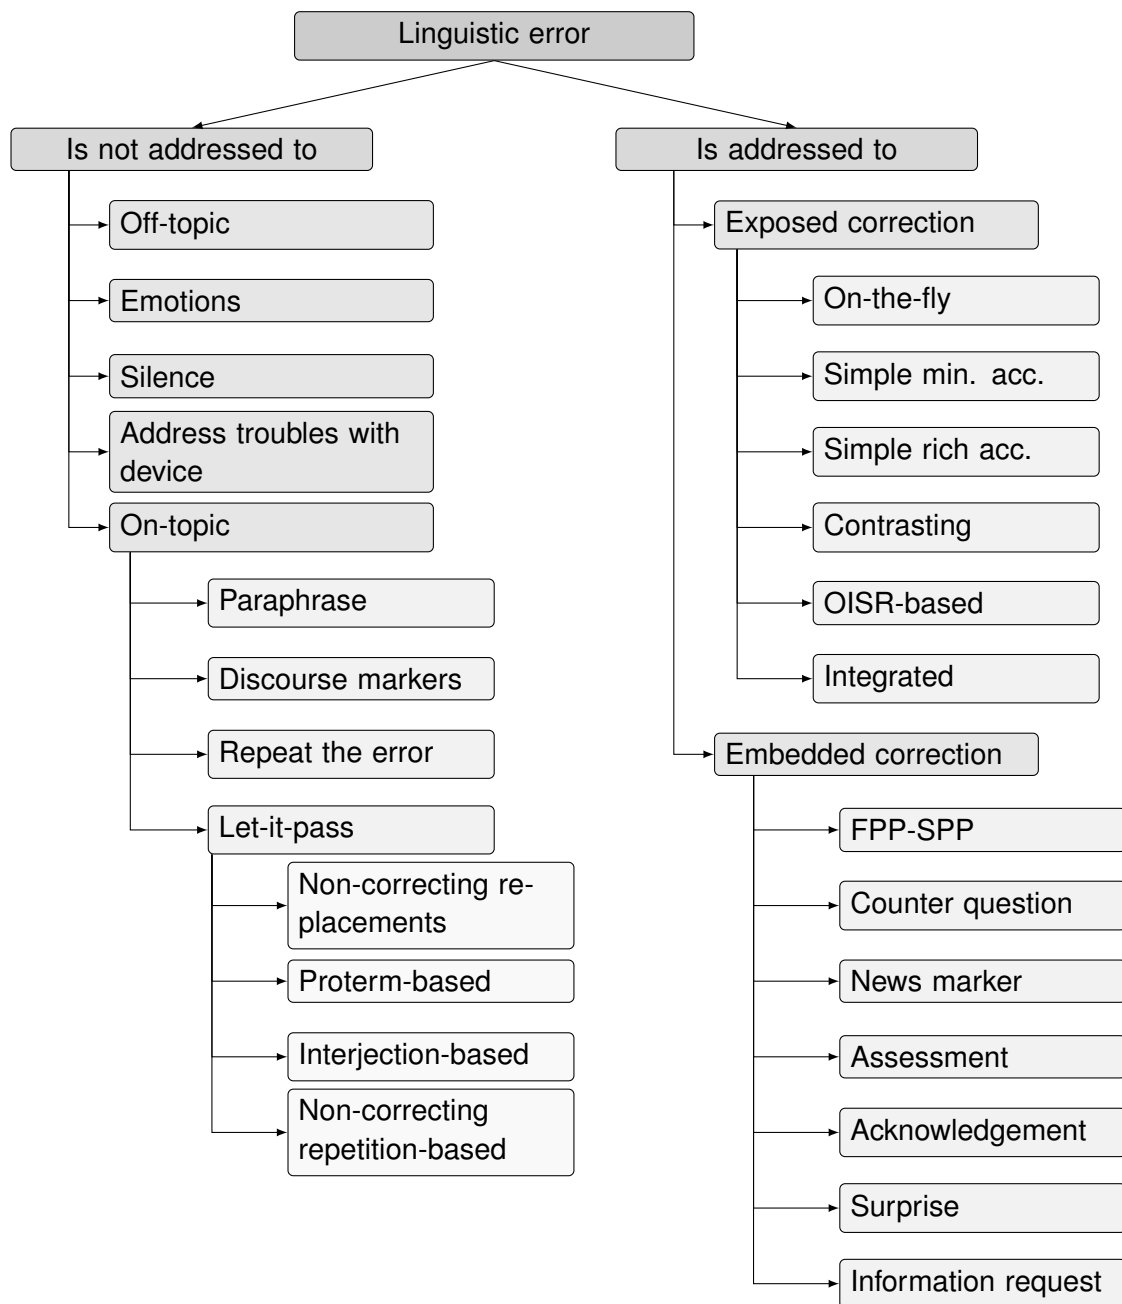 Linguistic error
Is not addressed to
Off-topic
Emotions
Silence
Address troubles with
device
On-topic
Paraphrase
Discourse markers
Repeat the error
Let-it-pass
Non-correcting re-
placements
Proterm-based
Interjection-based
Non-correcting
repetition-based
Is addressed to
Exposed correction
On-the-fly
Simple min. acc.
Simple rich acc.
Contrasting
OISR-based
Integrated
Embedded correction
FPP-SPP
Counter question
News marker
Assessment
Acknowledgement
Surprise
Information request